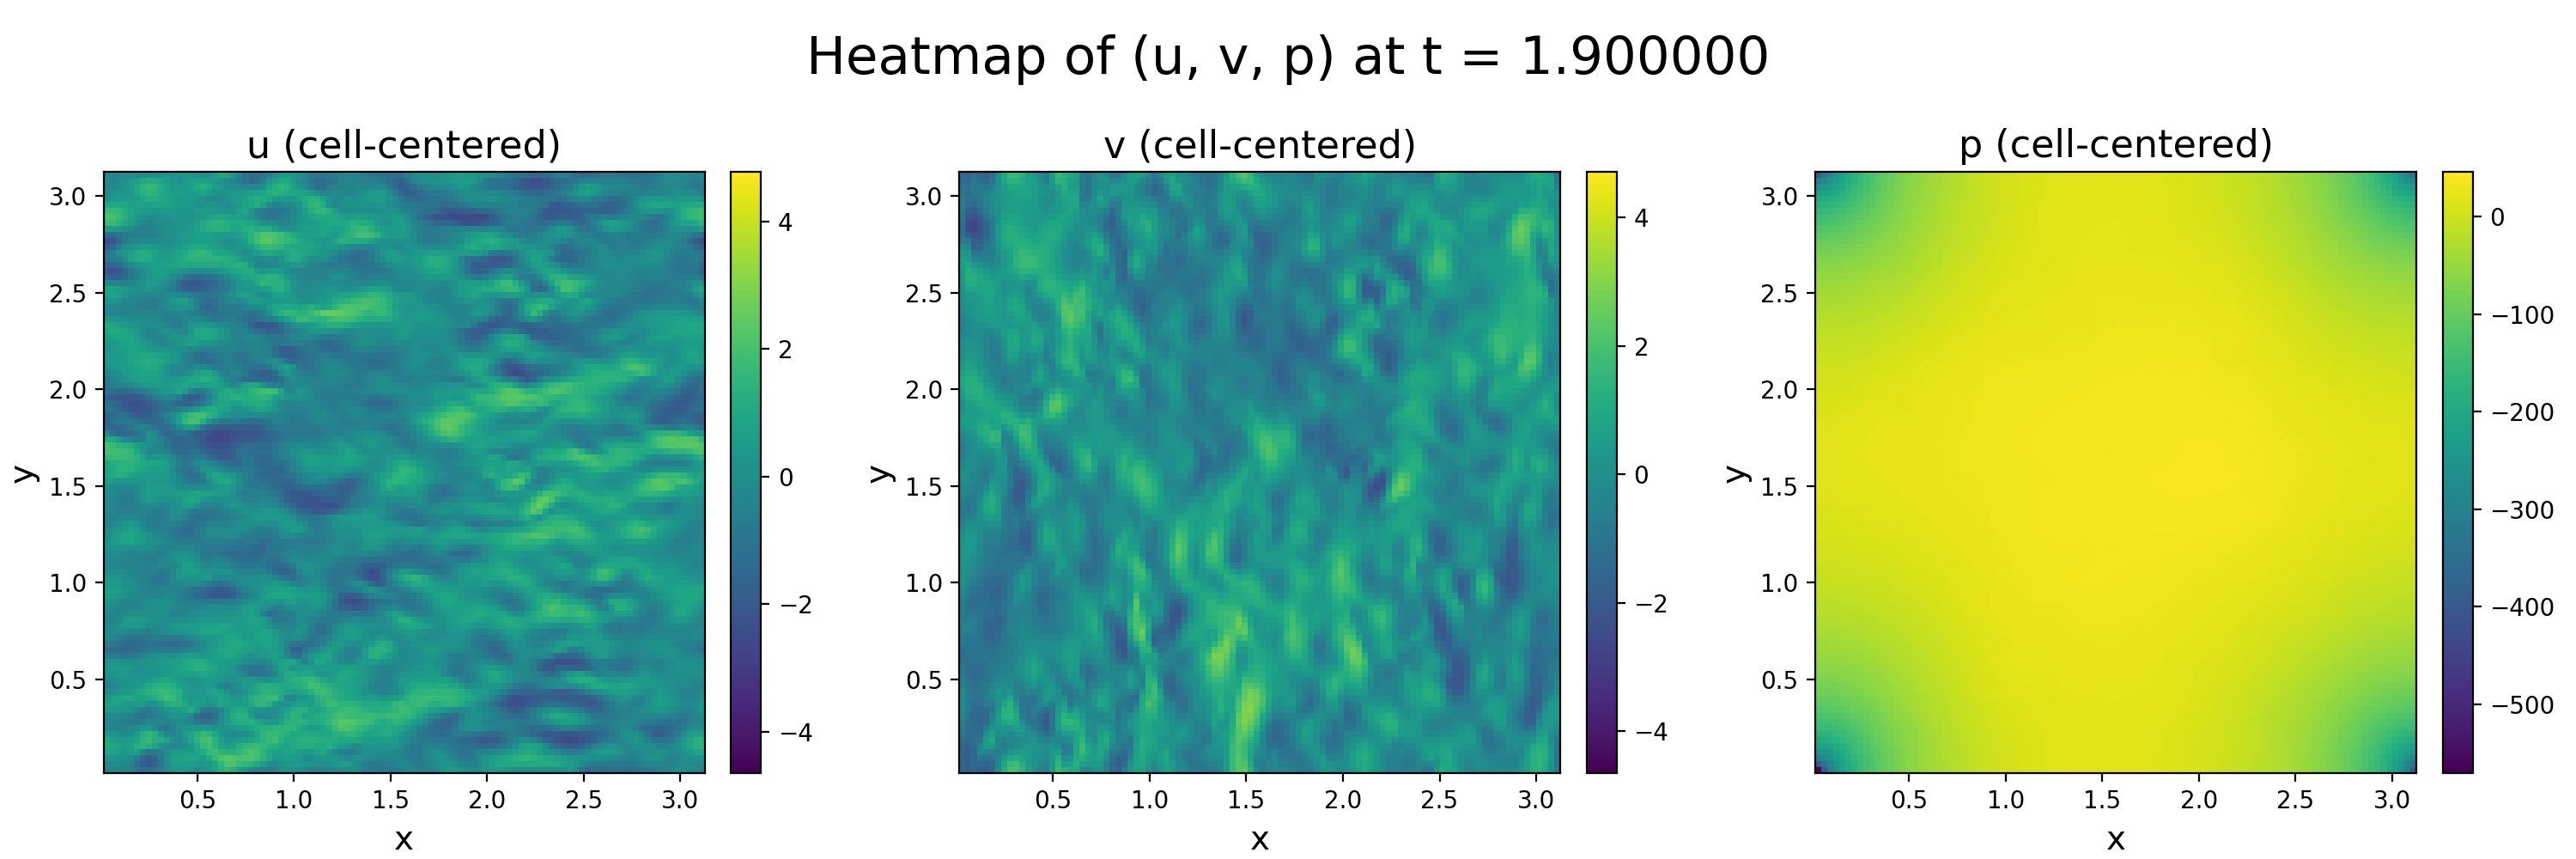 Heatmap of (u, v, p) at t = 1.900000
u (cell-centered)
3.0
2.5
2.0
1.5
1.0
0.5
y
0.5 1.0 1.5 2.0 2.5 3.0
x
4
2
0
−2
−4
v (cell-centered)
3.0
2.5
2.0
1.5
1.0
0.5
y
0.5 1.0 1.5 2.0 2.5 3.0
x
4
2
0
−2
−4
p (cell-centered)
3.0
2.5
2.0
1.5
1.0
0.5
y
0.5 1.0 1.5 2.0 2.5 3.0
x
0
−100
−200
−300
−400
−500